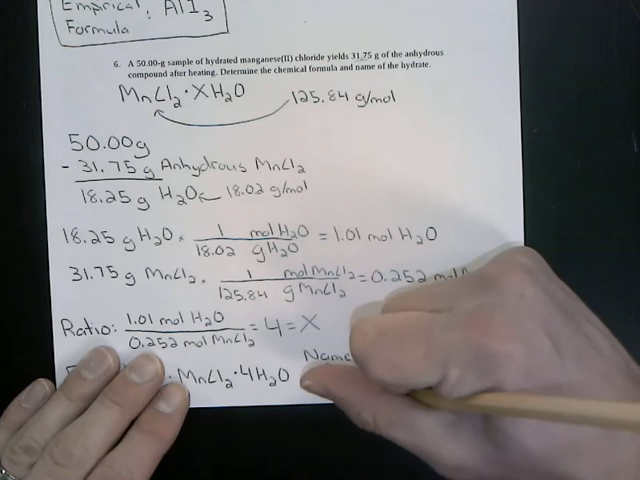 Empirical: AlI3
Formula
6. A 50.00-g sample of hydrated manganese(II) chloride yields 31.75 g of the anhydrous
compound after heating. Determine the chemical formula and name of the hydrate.
MnCl2·XH2O 125.84 g/mol
50.00g
- 31.75 g Anhydrous MnCl2
18.25 g H2O 18.02 g/mol
18.25 g H2O × 1 mol H2O / 18.02 g H2O = 1.01 mol H2O
31.75 g MnCl2 × 1 mol MnCl2 / 125.84 g MnCl2 = 0.252 mol
Ratio: 1.01 mol H2O / 0.252 mol MnCl2 = 4 = X
MnCl2·4H2O Name